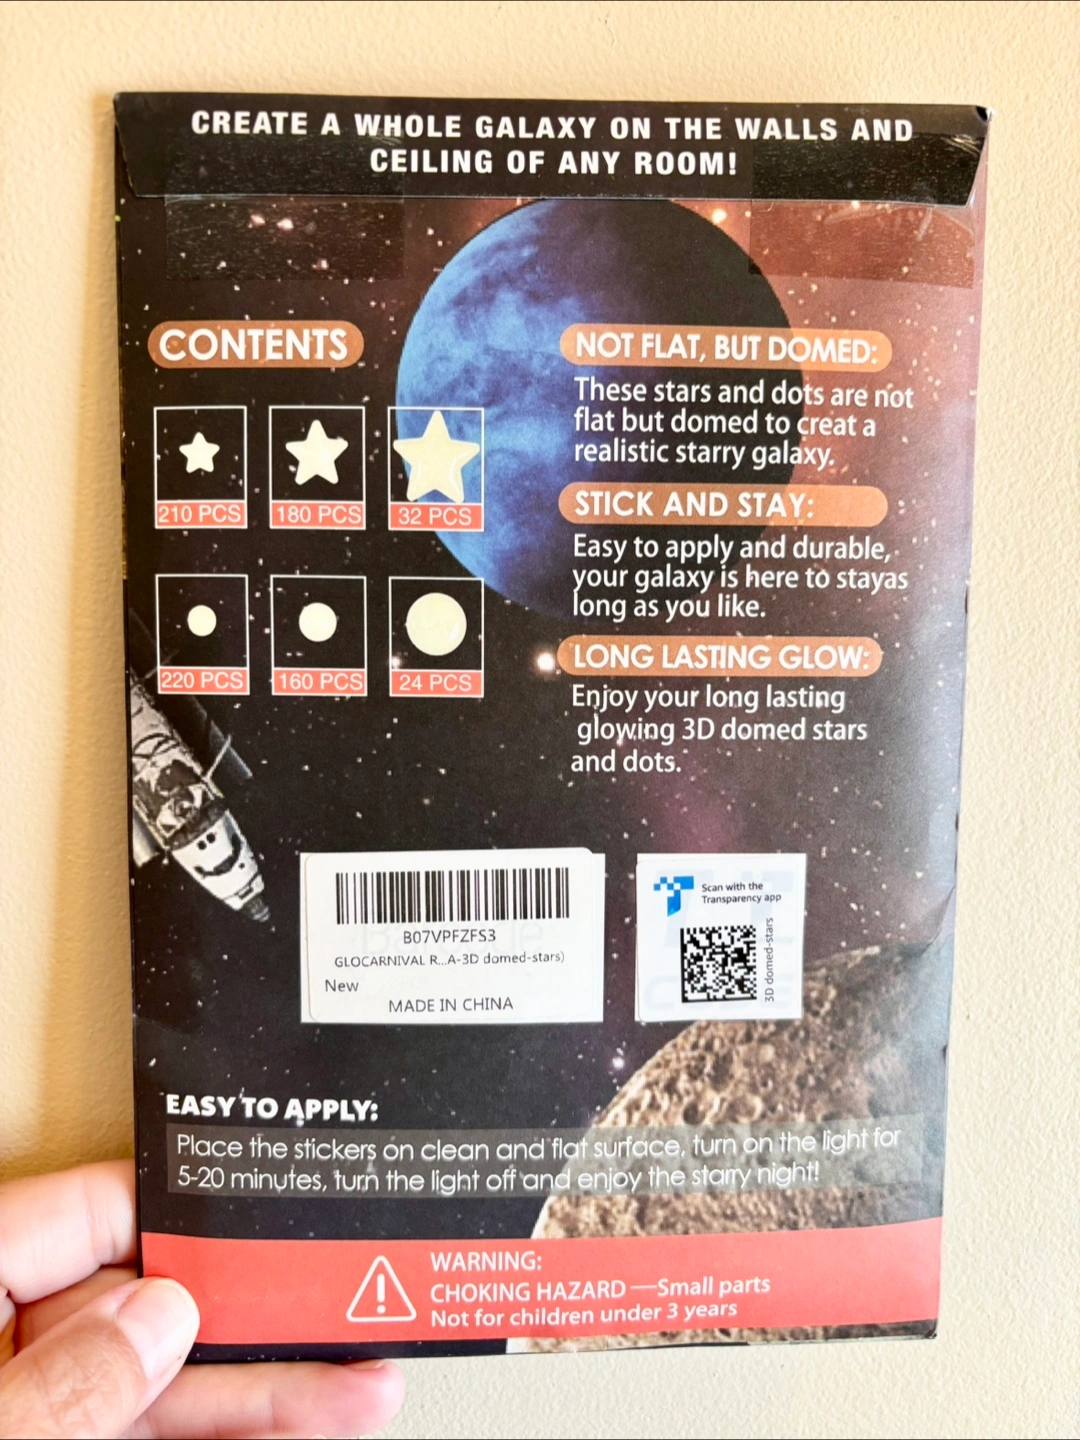 CREATE A WHOLE GALAXY ON THE WALLS AND
CEILING OF ANY ROOM!
CONTENTS
210 PCS
180 PCS
32 PCS
220 PCS
160 PCS
24 PCS
NOT FLAT, BUT DOMED:
These stars and dots are not
flat but domed to creat a
realistic starry galaxy.
STICK AND STAY:
Easy to apply and durable,
your galaxy is here to stayas
long as you like.
LONG LASTING GLOW:
Enjoy your long lasting
glowing 3D domed stars
and dots.
B07VPFZFS3
GLOCARNIVAL R...A-3D domed-stars)
New
MADE IN CHINA
Scan with the
Transparency app
3D domed-stars
EASY TO APPLY:
Place the stickers on clean and flat surface, turn on the light for
5-20 minutes, turn the light off and enjoy the starry night!
WARNING:
CHOKING HAZARD —Small parts
Not for children under 3 years